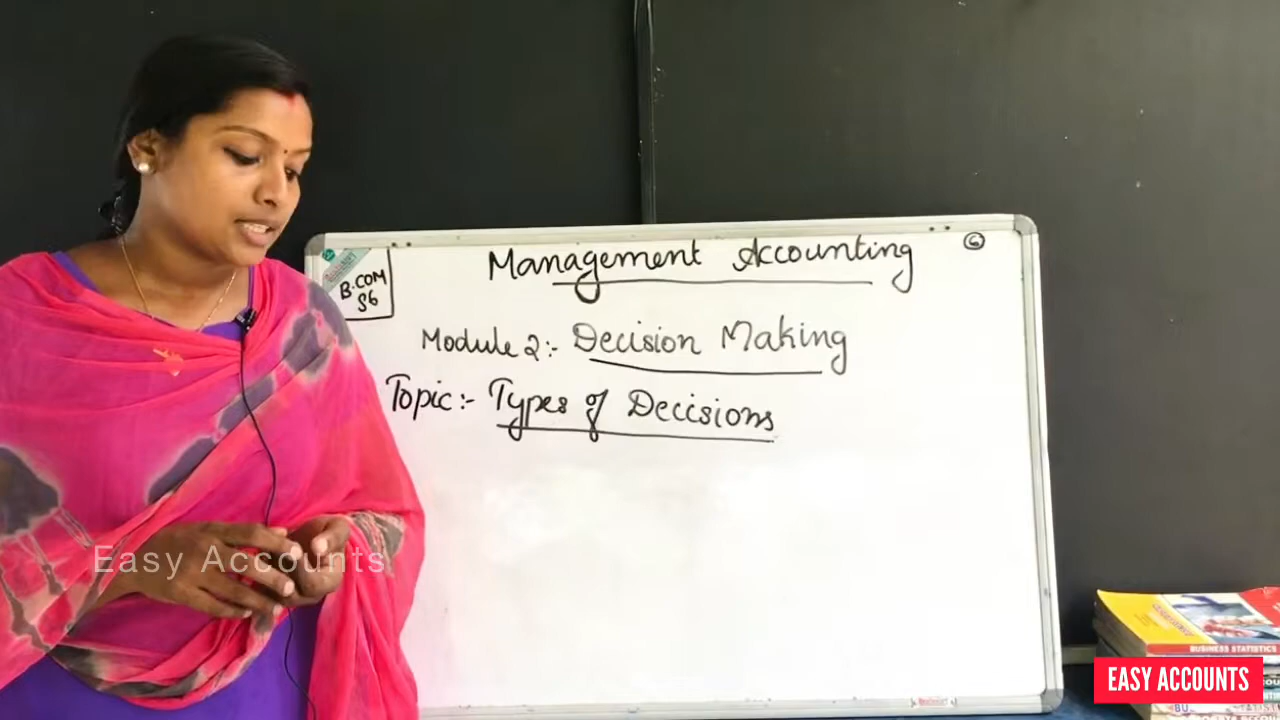 Management Accounting
6
B.COM
S6
Module 2:- Decision Making
Topic:- Types of Decisions
Easy Accounts
BUSINESS STATISTICS
EASY ACCOUNTS